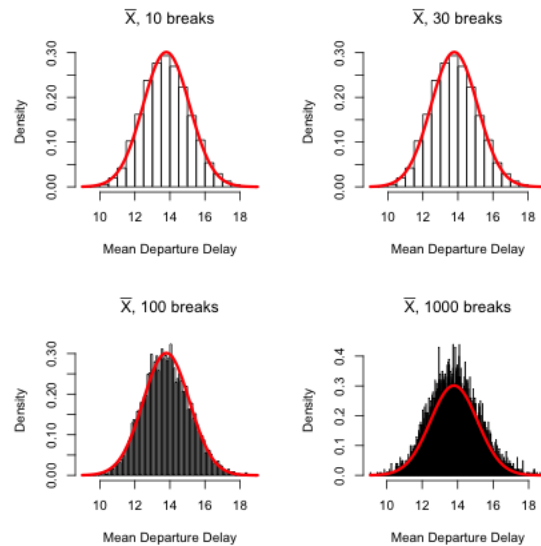 X̅, 10 breaks
Density
0.00 0.10 0.20 0.30
10 12 14 16 18
Mean Departure Delay
X̅, 30 breaks
Density
0.00 0.10 0.20 0.30
10 12 14 16 18
Mean Departure Delay
X̅, 100 breaks
Density
0.00 0.10 0.20 0.30
10 12 14 16 18
Mean Departure Delay
X̅, 1000 breaks
Density
0.0 0.1 0.2 0.3 0.4
10 12 14 16 18
Mean Departure Delay